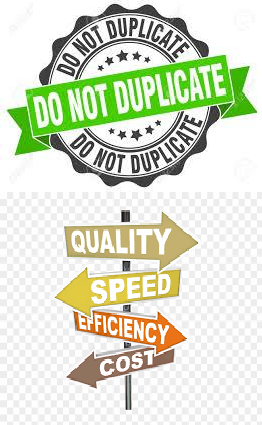 DO NOT DUPLICATE
DO NOT DUPLICATE
DO NOT DUPLICATE
QUALITY
SPEED
EFFICIENCY
COST